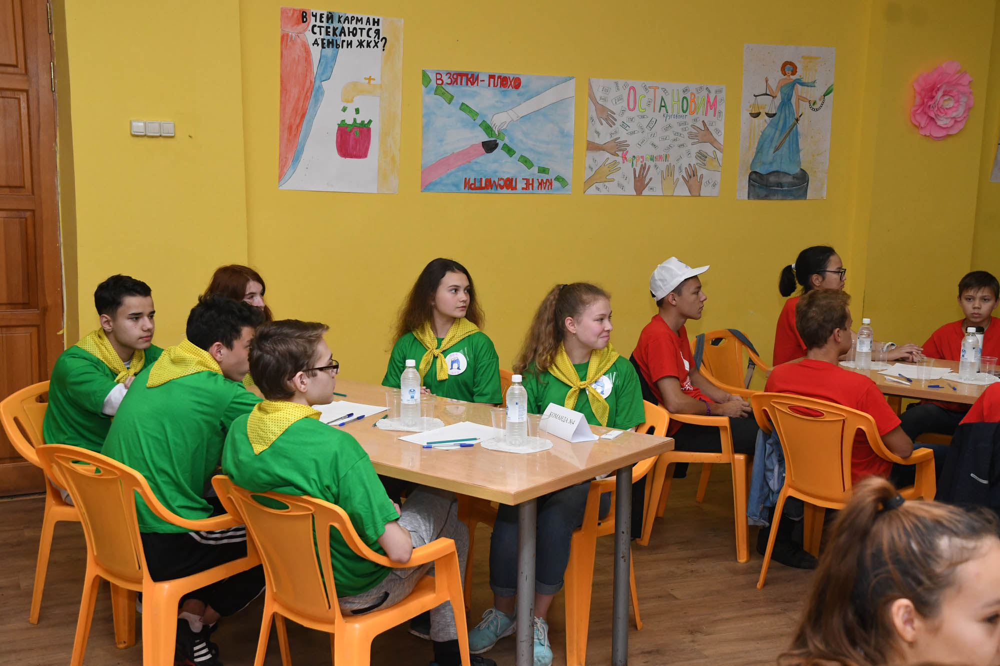 В ЧЕЙ КАРМАН
СТЕКАЮТСЯ
ДЕНЬГИ ЖКХ?
ВЗЯТКИ - ПЛОХО
КАК НЕ ПОСМОТРИ
ОСТАНОВИМ
круговорот
Коррупции!!!
КОМАНДА №4